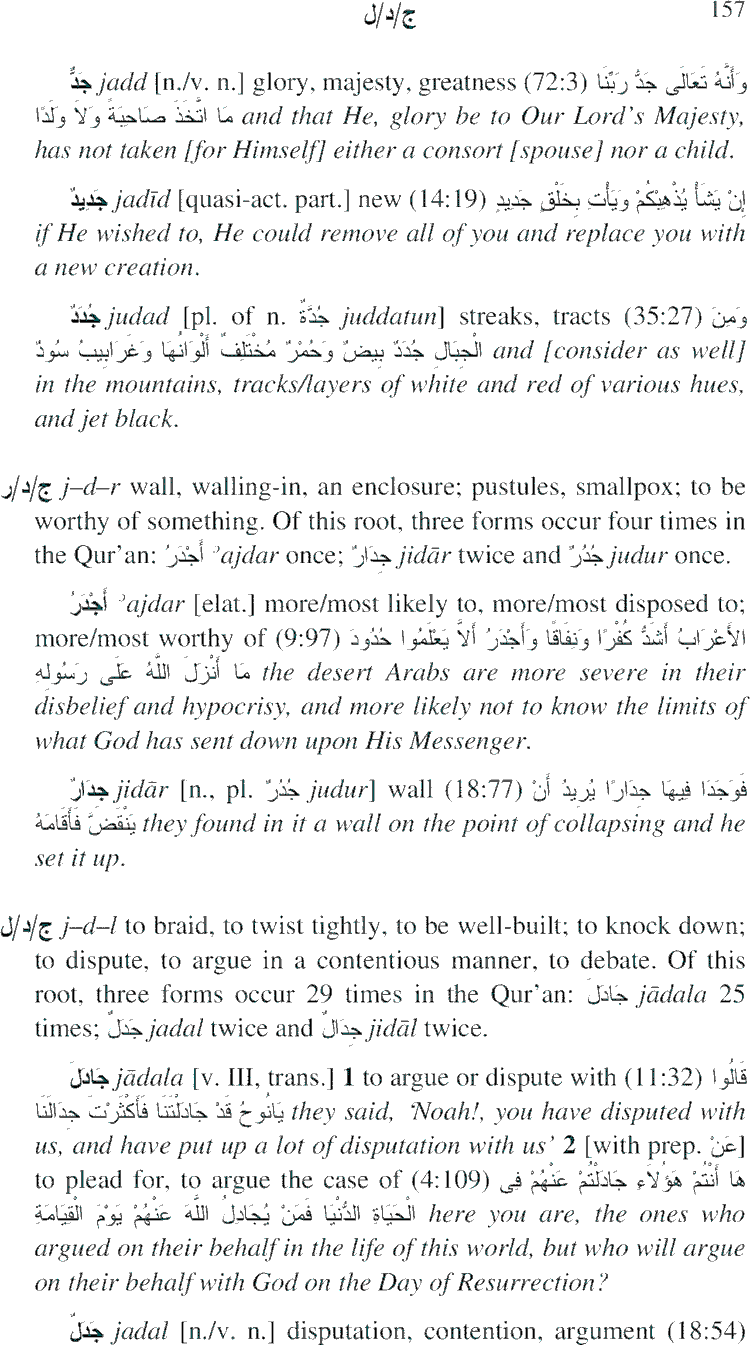 ج/د/ل 157
جَدٌّ jadd [n./v. n.] glory, majesty, greatness (72:3) وَأَنَّهُ تَعَالَى جَدُّ رَبِّنَا
مَا اتَّخَذَ صَاحِبَةً وَلَا وَلَدًا and that He, glory be to Our Lord’s Majesty,
has not taken [for Himself] either a consort [spouse] nor a child.
جَدِيدٌ jadīd [quasi-act. part.] new (14:19) إِنْ يَشَأْ يُذْهِبْكُمْ وَيَأْتِ بِخَلْقٍ جَدِيدٍ
if He wished to, He could remove all of you and replace you with
a new creation.
جُدَدٌ judad [pl. of n. جُدَّةٌ juddatun] streaks, tracts (35:27) وَمِنَ
الْجِبَالِ جُدَدٌ بِيضٌ وَحُمْرٌ مُخْتَلِفٌ أَلْوَانُهَا وَغَرَابِيبُ سُودٌ and [consider as well]
in the mountains, tracks/layers of white and red of various hues,
and jet black.
ج/د/ر j–d–r wall, walling-in, an enclosure; pustules, smallpox; to be
worthy of something. Of this root, three forms occur four times in
the Qur’an: أَجْدَرُ ʾajdar once; جِدَارٌ jidār twice and جُدُرٌ judur once.
أَجْدَرُ ʾajdar [elat.] more/most likely to, more/most disposed to;
more/most worthy of (9:97) الأَعْرَابُ أَشَدُّ كُفْرًا وَنِفَاقًا وَأَجْدَرُ أَلاَّ يَعْلَمُوا حُدُودَ
مَا أَنْزَلَ اللَّهُ عَلَى رَسُولِهِ the desert Arabs are more severe in their
disbelief and hypocrisy, and more likely not to know the limits of
what God has sent down upon His Messenger.
جِدَارٌ jidār [n., pl. جُدُرٌ judur] wall (18:77) فَوَجَدَا فِيهَا جِدَارًا يُرِيدُ أَنْ
يَنْقَضَّ فَأَقَامَهُ they found in it a wall on the point of collapsing and he
set it up.
ج/د/ل j–d–l to braid, to twist tightly, to be well-built; to knock down;
to dispute, to argue in a contentious manner, to debate. Of this
root, three forms occur 29 times in the Qur’an: جَادَلَ jādala 25
times; جَدَلٌ jadal twice and جِدَالٌ jidāl twice.
جَادَلَ jādala [v. III, trans.] 1 to argue or dispute with (11:32) قَالُوا
يَانُوحُ قَدْ جَادَلْتَنَا فَأَكْثَرْتَ جِدَالَنَا they said, ‘Noah!, you have disputed with
us, and have put up a lot of disputation with us’ 2 [with prep. عَنْ]
to plead for, to argue the case of (4:109) هَا أَنْتُمْ هَؤُلَاءِ جَادَلْتُمْ عَنْهُمْ فِى
الْحَيَاةِ الدُّنْيَا فَمَنْ يُجَادِلُ اللَّهَ عَنْهُمْ يَوْمَ الْقِيَامَةِ here you are, the ones who
argued on their behalf in the life of this world, but who will argue
on their behalf with God on the Day of Resurrection?
جَدَلٌ jadal [n./v. n.] disputation, contention, argument (18:54)